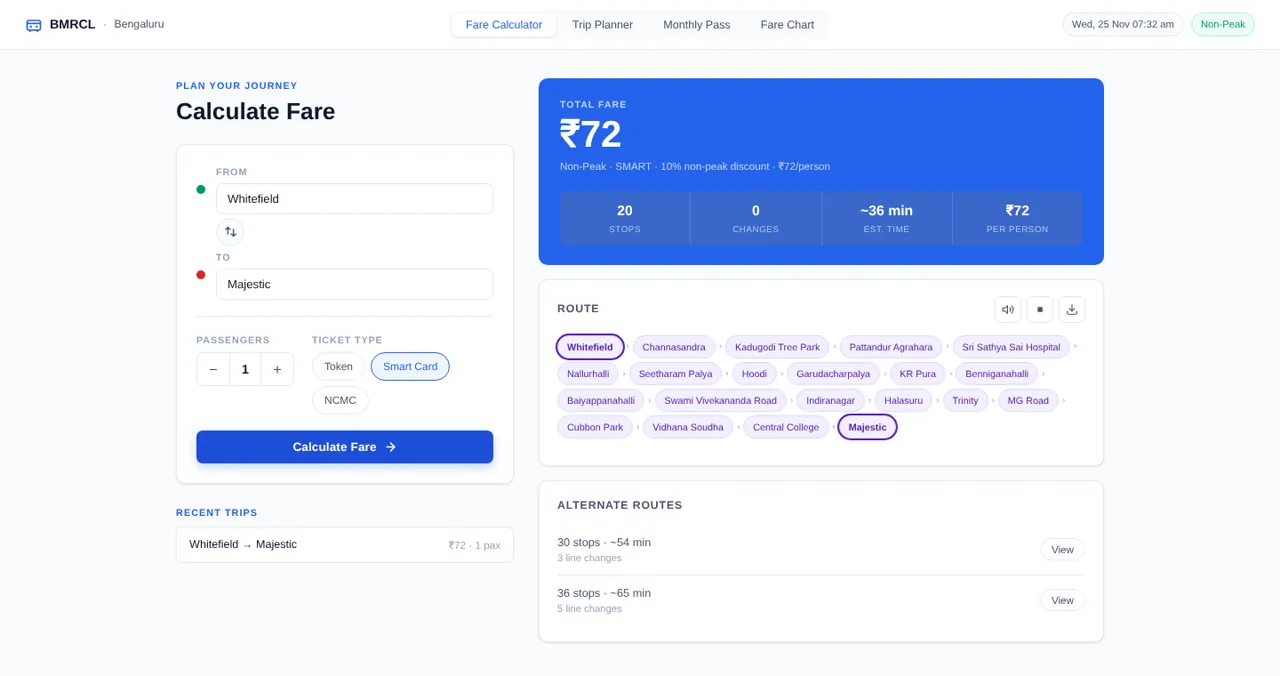 BMRCL · Bengaluru
Fare Calculator Trip Planner Monthly Pass Fare Chart
Wed, 25 Nov 07:32 am Non-Peak
PLAN YOUR JOURNEY
Calculate Fare
FROM
Whitefield
TO
Majestic
PASSENGERS
− 1 +
TICKET TYPE
Token Smart Card
NCMC
Calculate Fare →
RECENT TRIPS
Whitefield → Majestic ₹72 · 1 pax
TOTAL FARE
₹72
Non-Peak · SMART · 10% non-peak discount · ₹72/person
20 0 ~36 min ₹72
STOPS CHANGES EST. TIME PER PERSON
ROUTE
Whitefield › Channasandra › Kadugodi Tree Park › Pattandur Agrahara › Sri Sathya Sai Hospital ›
Nallurhalli › Seetharam Palya › Hoodi › Garudacharpalya › KR Pura › Benniganahalli ›
Baiyappanahalli › Swami Vivekananda Road › Indiranagar › Halasuru › Trinity › MG Road ›
Cubbon Park › Vidhana Soudha › Central College › Majestic
ALTERNATE ROUTES
30 stops · ~54 min
3 line changes
View
36 stops · ~65 min
5 line changes
View